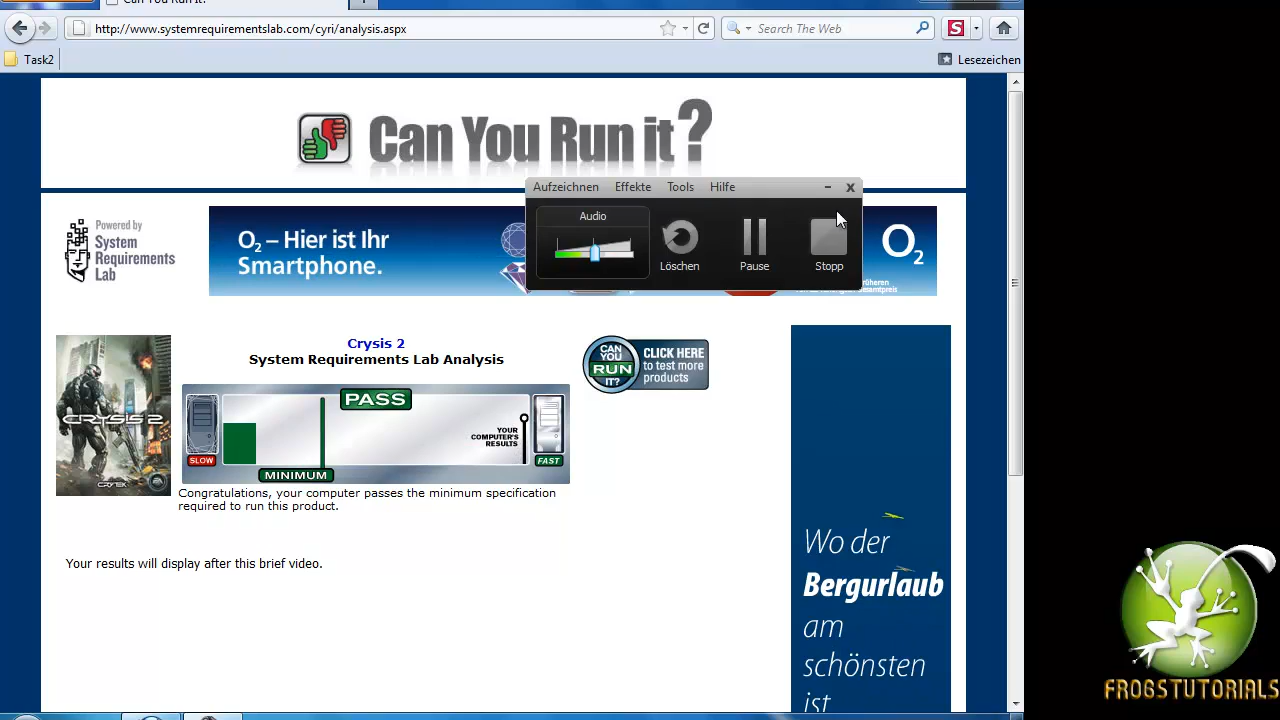 Can You Run it?
http://www.systemrequirementslab.com/cyri/analysis.aspx
Search The Web
S
Task2
Lesezeichen
Can You Run it?
Aufzeichnen Effekte Tools Hilfe
Audio
Löschen
Pause
Stopp
Powered by
System
Requirements
Lab
O2 – Hier ist Ihr
Smartphone.
O2
Crysis 2
System Requirements Lab Analysis
CAN YOU RUN IT?
CLICK HERE
to test more
products
CRYSIS 2
CRYTEK
EA
PASS
YOUR
COMPUTER'S
RESULTS
SLOW
FAST
MINIMUM
Congratulations, your computer passes the minimum specification
required to run this product.
Your results will display after this brief video.
Wo der
Bergurlaub
am
schönsten
ist
FROGSTUTORIALS